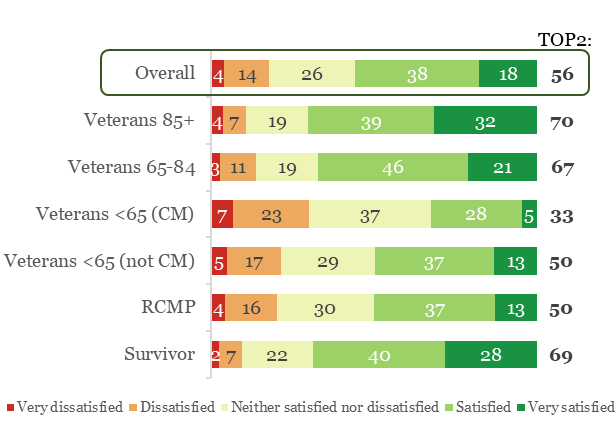 TOP2:
Overall 4 14 26 38 18 56
Veterans 85+ 4 7 19 39 32 70
Veterans 65-84 3 11 19 46 21 67
Veterans <65 (CM) 7 23 37 28 5 33
Veterans <65 (not CM) 5 17 29 37 13 50
RCMP 4 16 30 37 13 50
Survivor 2 7 22 40 28 69
Very dissatisfied Dissatisfied Neither satisfied nor dissatisfied Satisfied Very satisfied